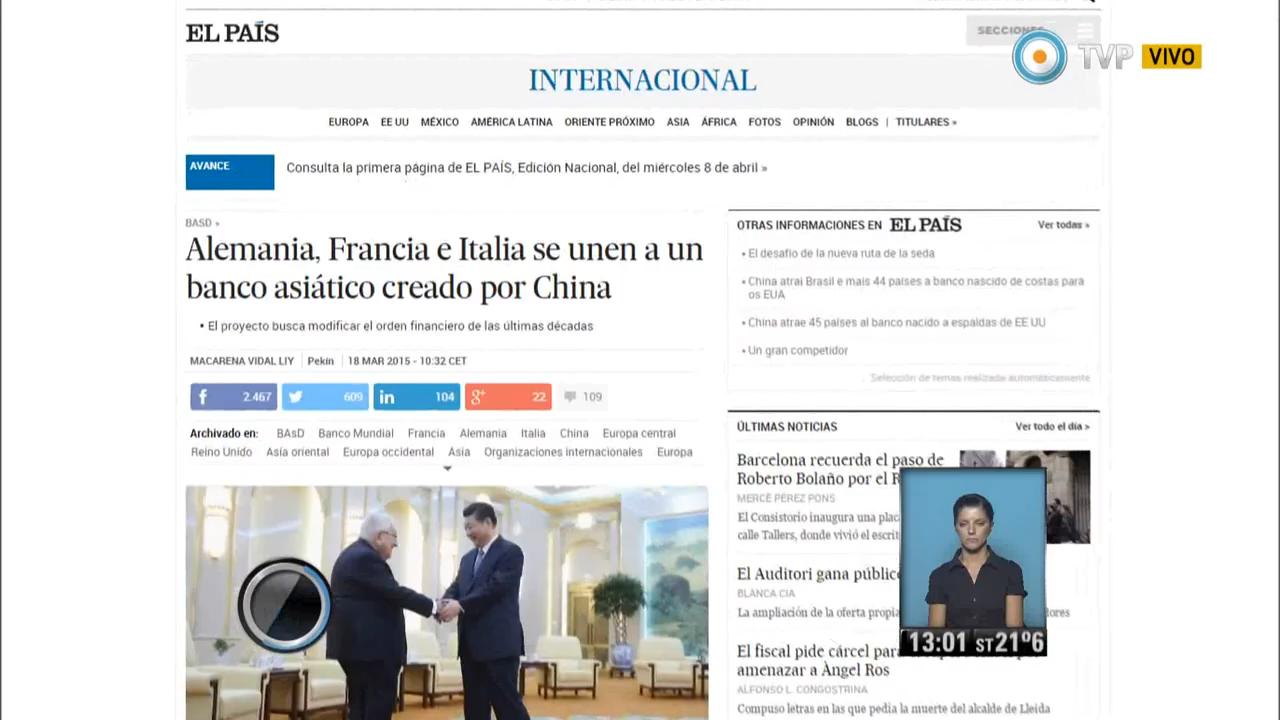 EL PAÍS
SECCIONES
TVP
VIVO
INTERNACIONAL
EUROPA EE UU MÉXICO AMÉRICA LATINA ORIENTE PRÓXIMO ASIA ÁFRICA FOTOS OPINIÓN BLOGS | TITULARES »
AVANCE
Consulta la primera página de EL PAÍS, Edición Nacional, del miércoles 8 de abril »
BASD »
Alemania, Francia e Italia se unen a un
banco asiático creado por China
• El proyecto busca modificar el orden financiero de las últimas décadas
MACARENA VIDAL LIY | Pekín | 18 MAR 2015 - 10:32 CET
f 2.467
609
in 104
g+ 22
109
Archivado en: BAsD Banco Mundial Francia Alemania Italia China Europa central
Reino Unido Asia oriental Europa occidental Asia Organizaciones internacionales Europa
OTRAS INFORMACIONES EN EL PAÍS
Ver todas »
• El desafío de la nueva ruta de la seda
• China atrai Brasil e mais 44 países a banco nascido de costas para
os EUA
• China atrae 45 países al banco nacido a espaldas de EE UU
• Un gran competidor
Selección de temas realizada automáticamente
ÚLTIMAS NOTICIAS
Ver todo el día »
Barcelona recuerda el paso de
Roberto Bolaño por el
MERCÈ PÉREZ PONS
El Consistorio inaugura una
calle Tallers, donde vivió el
El Auditori gana
BLANCA CIA
La ampliación de la oferta
El fiscal pide cárcel
amenazar a Àngel Ros
ALFONSO L. CONGOSTRINA
Compuso letras en las que pedía la muerte del alcalde de Lleida
13:01 ST21º6